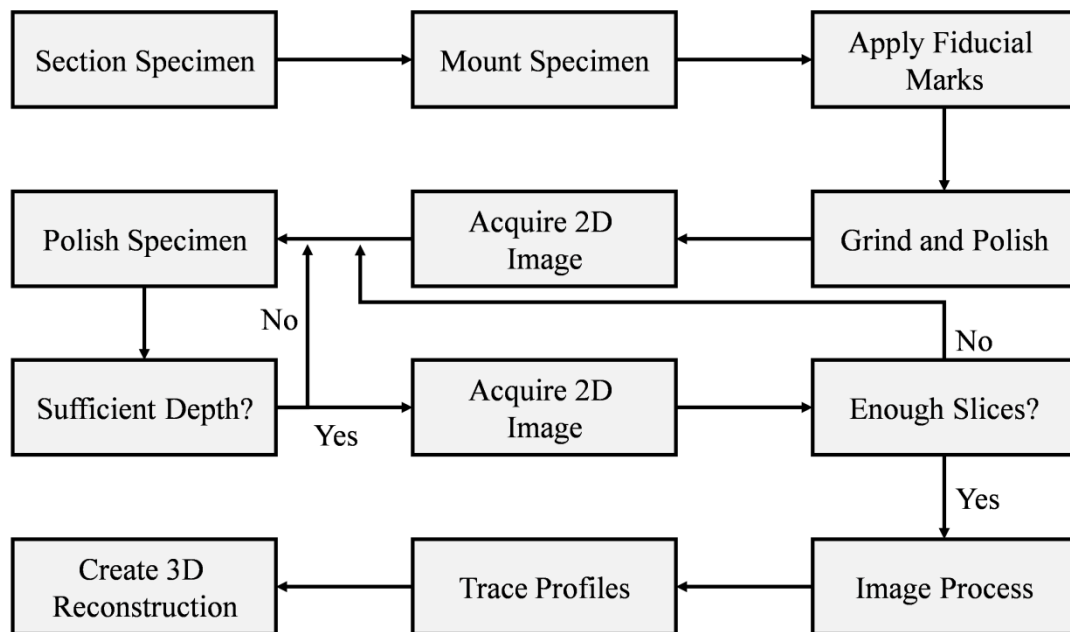 Section Specimen
Mount Specimen
Apply Fiducial
Marks
Polish Specimen
Acquire 2D
Image
Grind and Polish
No
No
Sufficient Depth?
Yes
Acquire 2D
Image
Enough Slices?
Yes
Create 3D
Reconstruction
Trace Profiles
Image Process